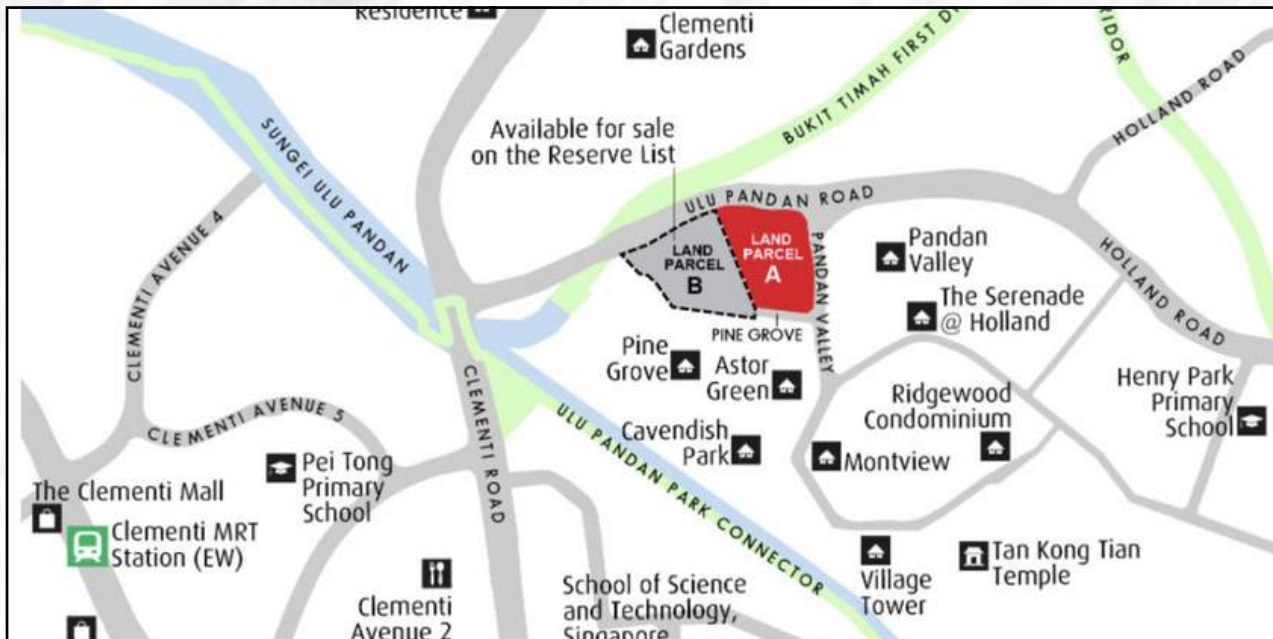 Residence
Clementi
Gardens
BUKIT TIMAH FIRST DI
RIDOR
HOLLAND ROAD
Available for sale
on the Reserve List
SUNGEI ULU PANDAN
ULU PANDAN ROAD
CLEMENTI AVENUE 4
LAND
PARCEL
B
LAND
PARCEL
A
PANDAN VALLEY
Pandan
Valley
HOLLAND ROAD
The Serenade
@ Holland
PINE GROVE
Pine
Grove
Astor
Green
CLEMENTI ROAD
Ridgewood
Condominium
Henry Park
Primary
School
CLEMENTI AVENUE 5
ULU PANDAN PARK CONNECTOR
Cavendish
Park
Montview
Pei Tong
Primary
School
The Clementi Mall
Clementi MRT
Station (EW)
Village
Tower
Tan Kong Tian
Temple
Clementi
Avenue 2
School of Science
and Technology,
Singapore